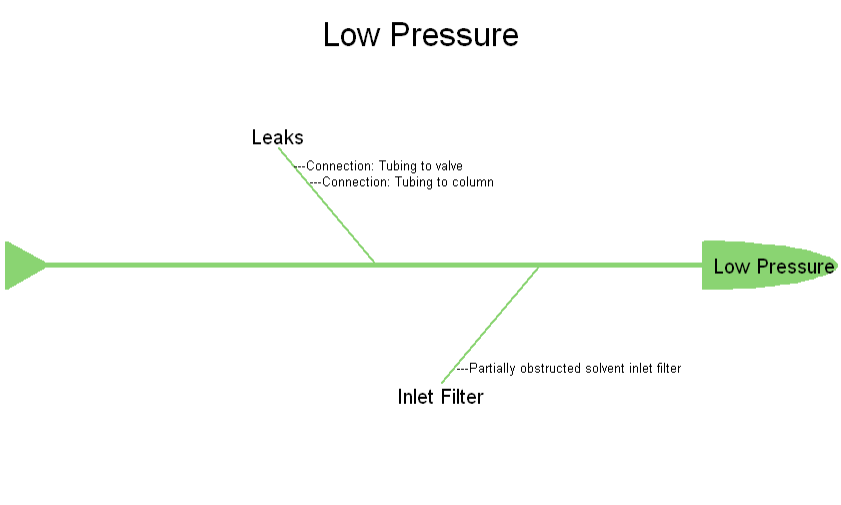 Low Pressure
Leaks
---Connection: Tubing to valve
---Connection: Tubing to column
Low Pressure
---Partially obstructed solvent inlet filter
Inlet Filter